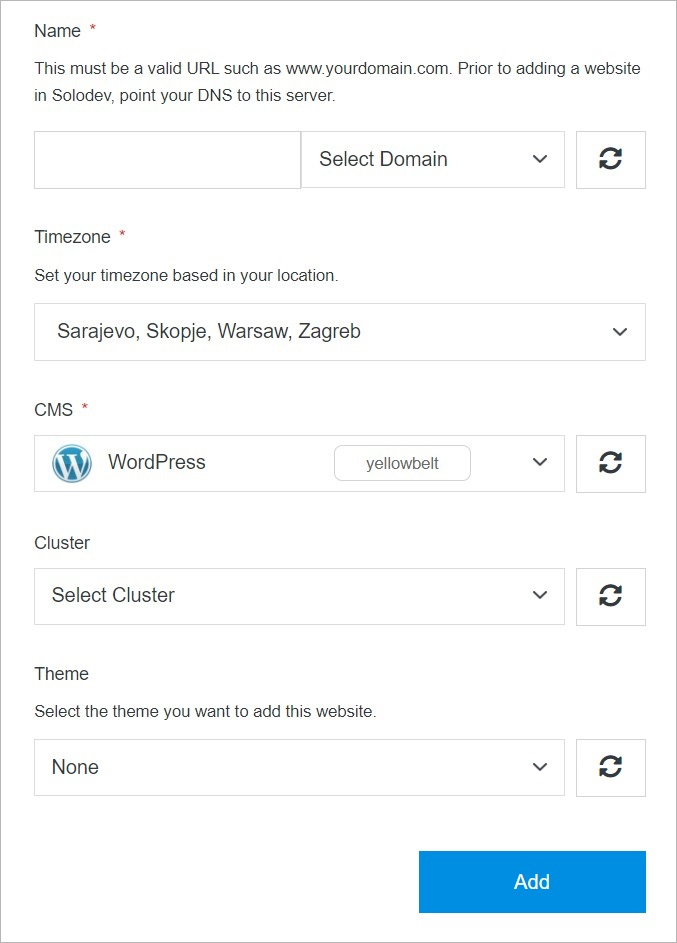 Name *
This must be a valid URL such as www.yourdomain.com. Prior to adding a website
in Solodev, point your DNS to this server.
Select Domain
Timezone *
Set your timezone based in your location.
Sarajevo, Skopje, Warsaw, Zagreb
CMS *
WordPress yellowbelt
Cluster
Select Cluster
Theme
Select the theme you want to add this website.
None
Add